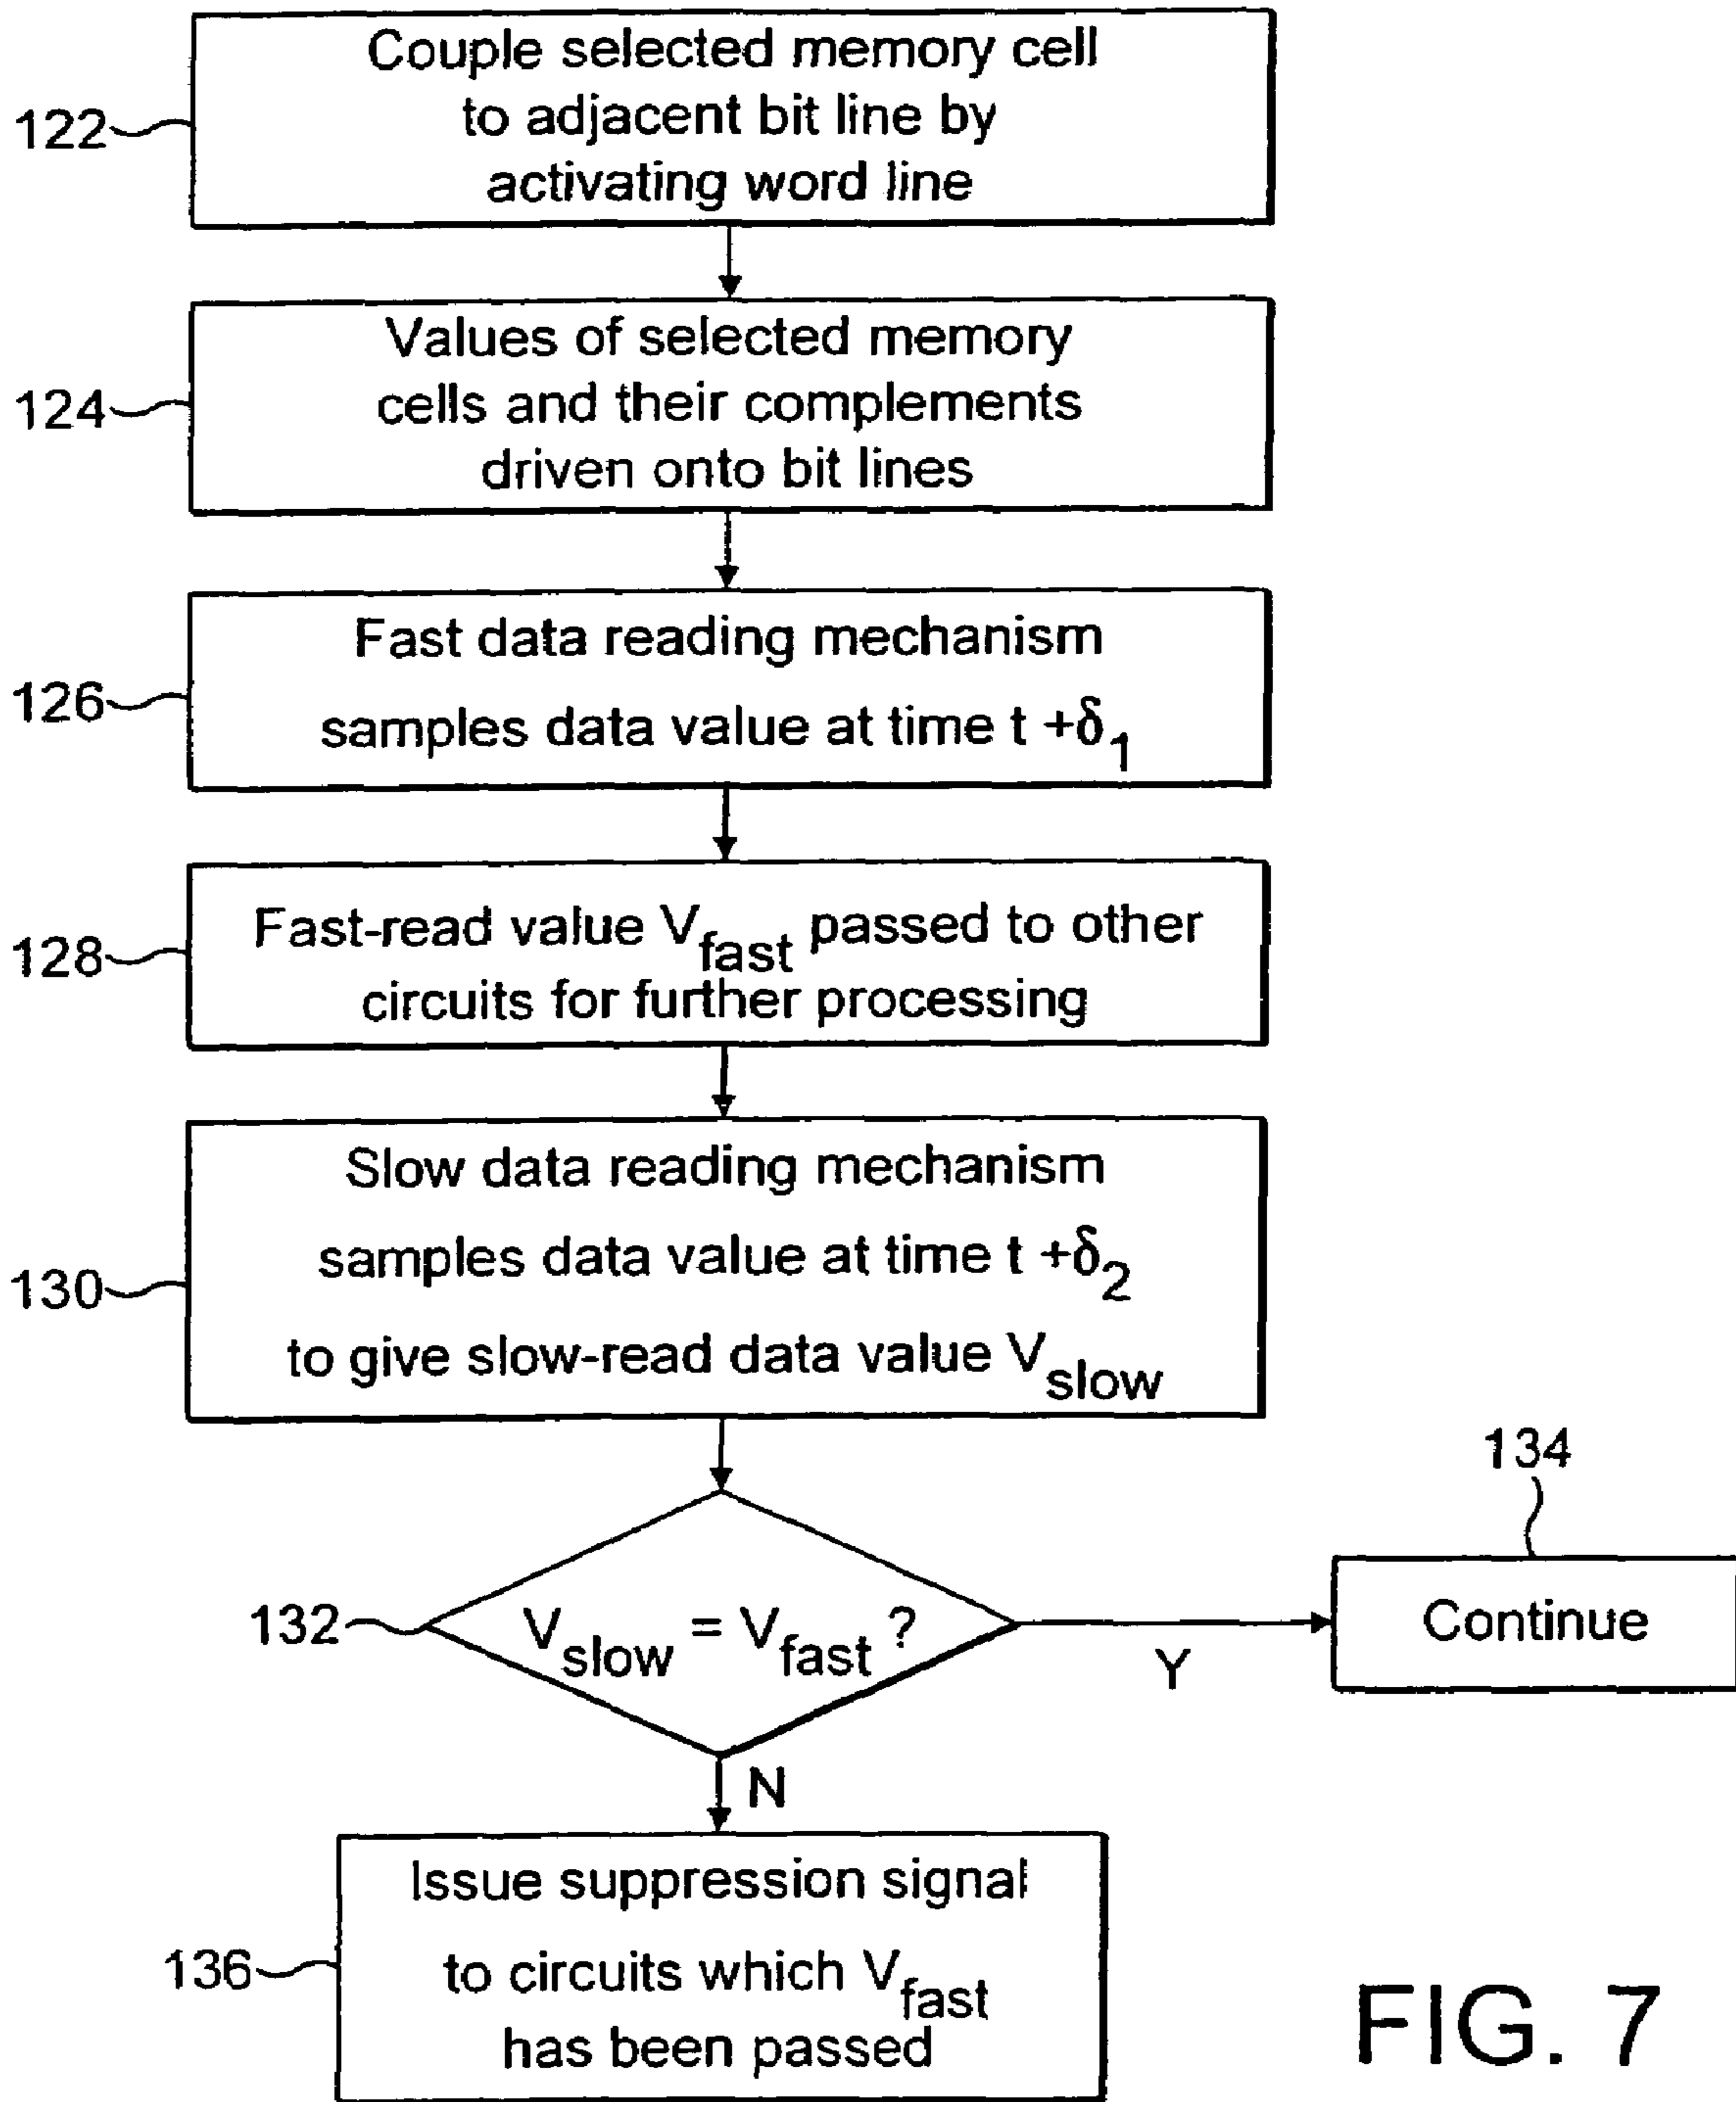 Couple selected memory cell
to adjacent bit line by
activating word line
122
Values of selected memory
cells and their complements
driven onto bit lines
124
Fast data reading mechanism
samples data value at time t +δ1
126
Fast-read value Vfast passed to other
circuits for further processing
128
Slow data reading mechanism
samples data value at time t +δ2
to give slow-read data value Vslow
130
132
Vslow = Vfast ?
Y
134
Continue
N
Issue suppression signal
to circuits which Vfast
has been passed
136
FIG. 7